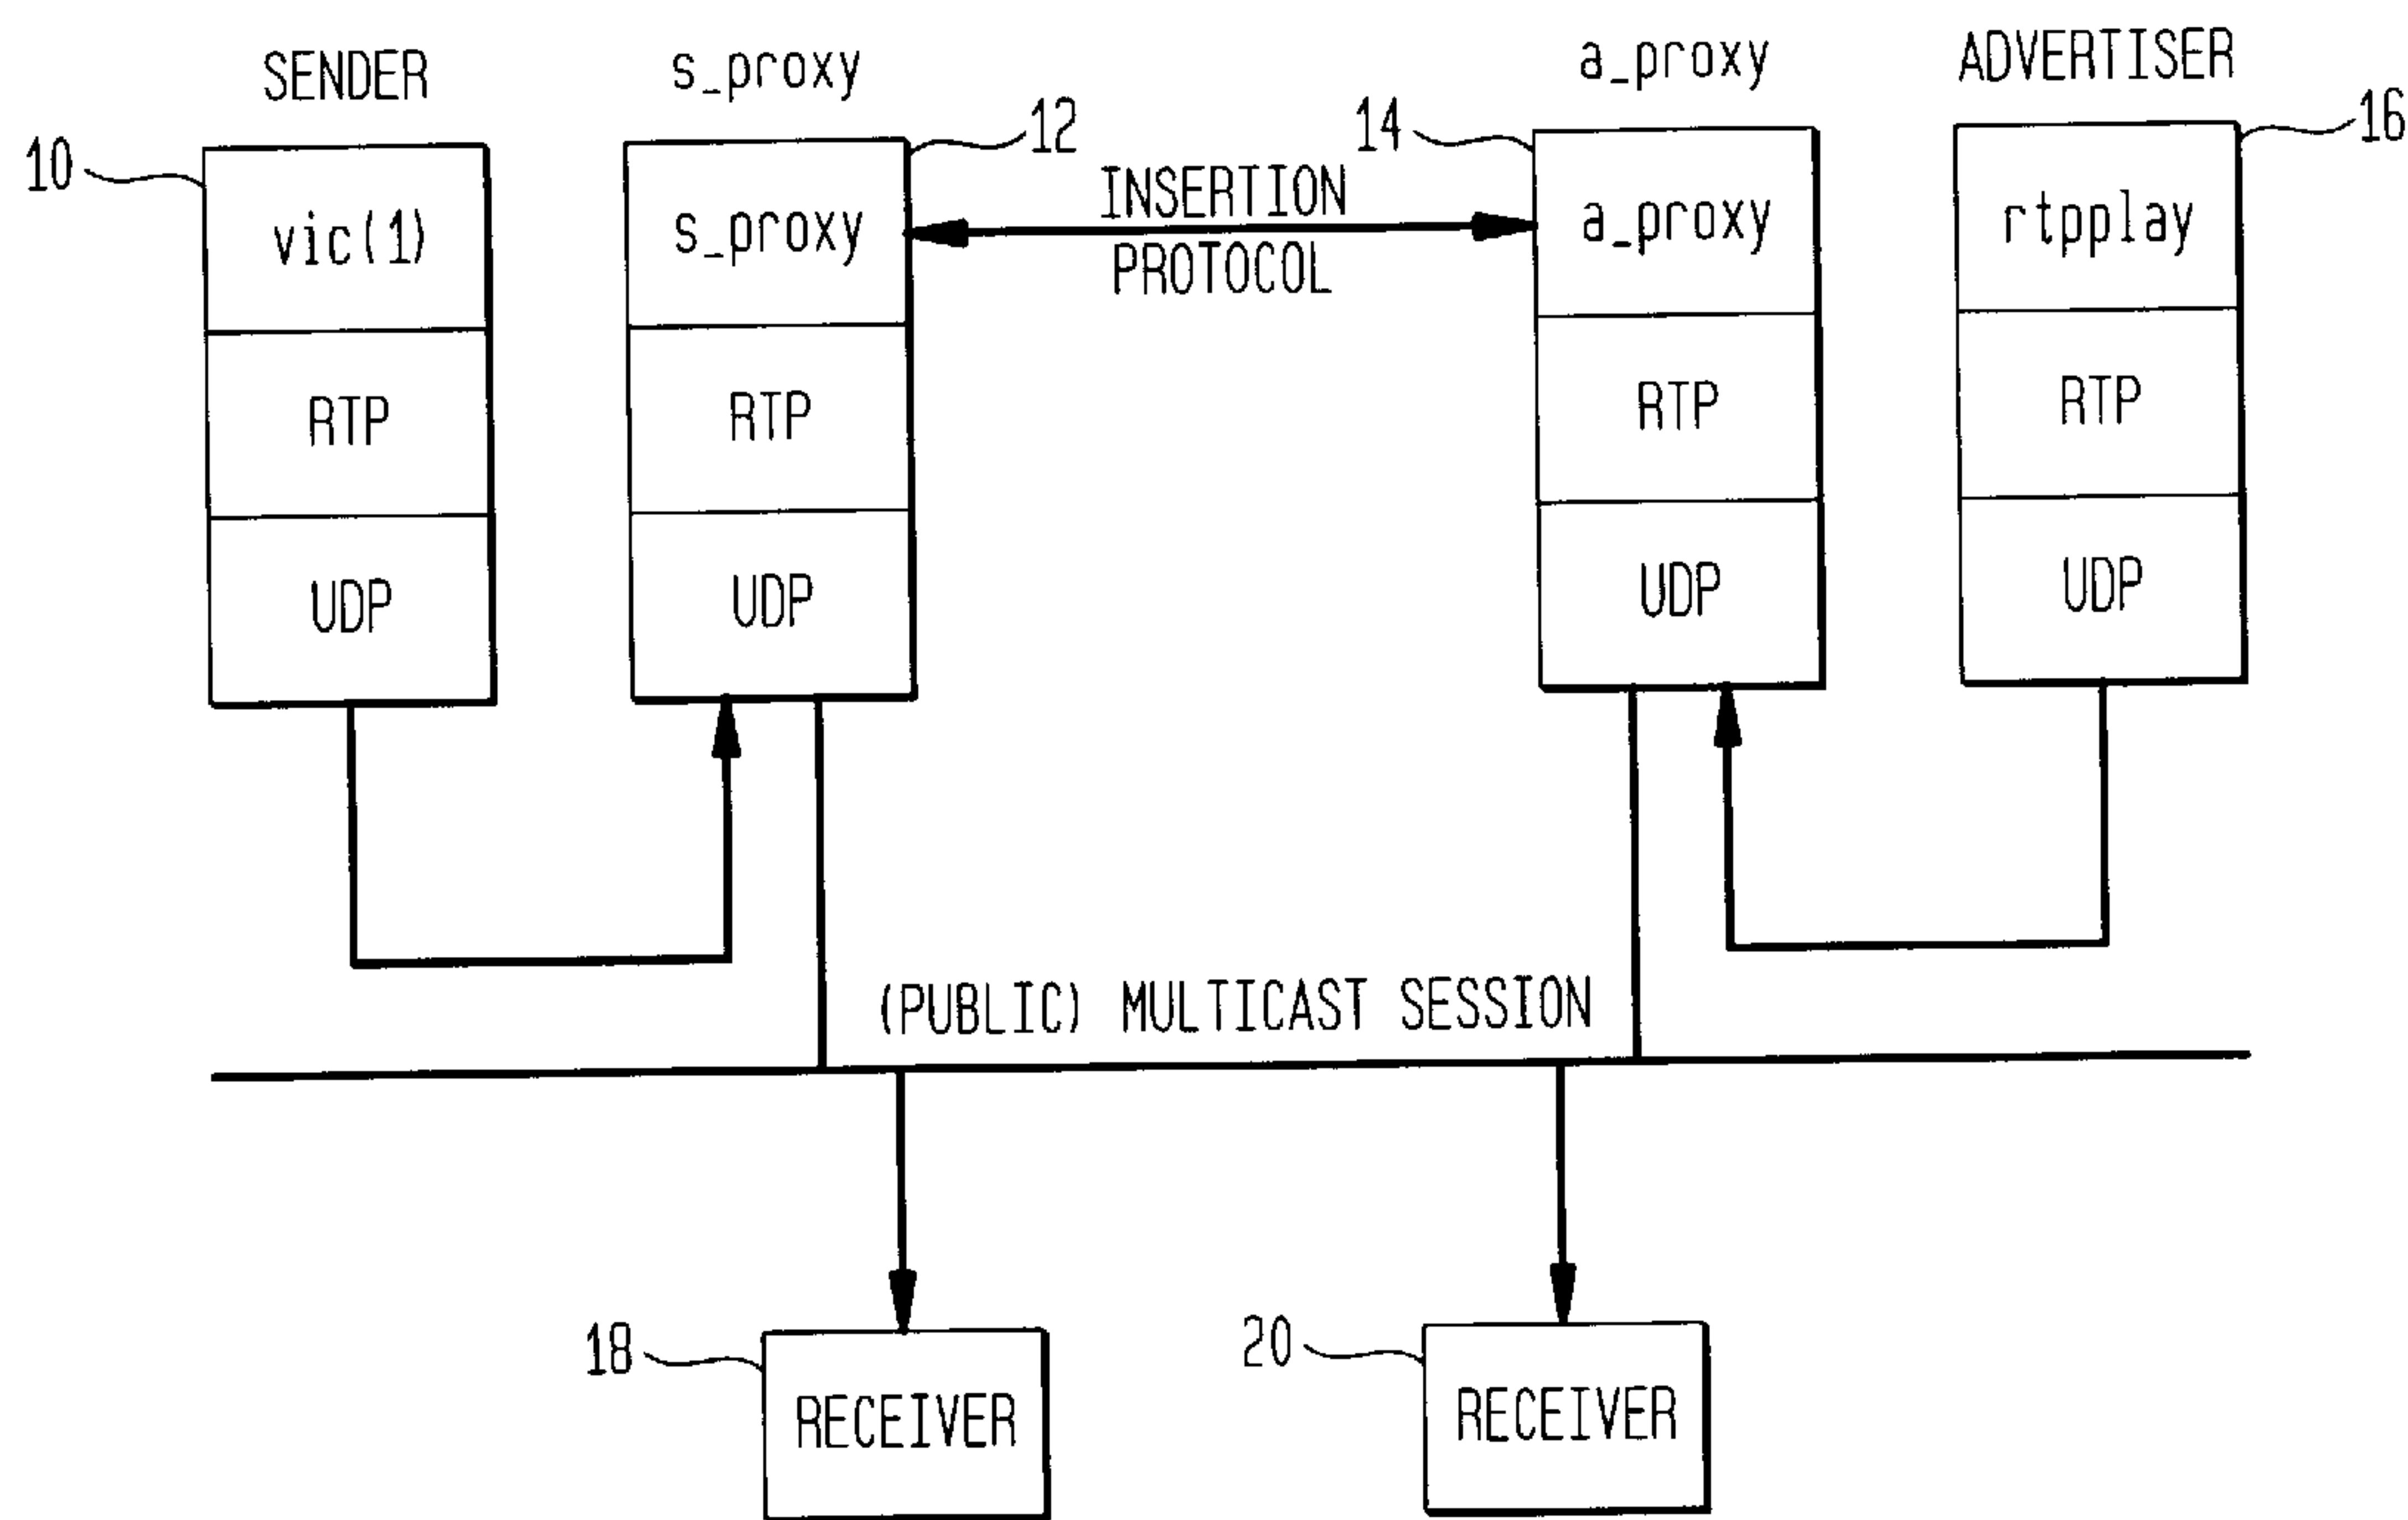 SENDER
s_proxy
a_proxy
ADVERTISER
10
12
14
16
vic(1)
s_proxy
INSERTION
PROTOCOL
a_proxy
rtpplay
RTP
RTP
RTP
RTP
UDP
UDP
UDP
UDP
(PUBLIC) MULTICAST SESSION
18
RECEIVER
20
RECEIVER